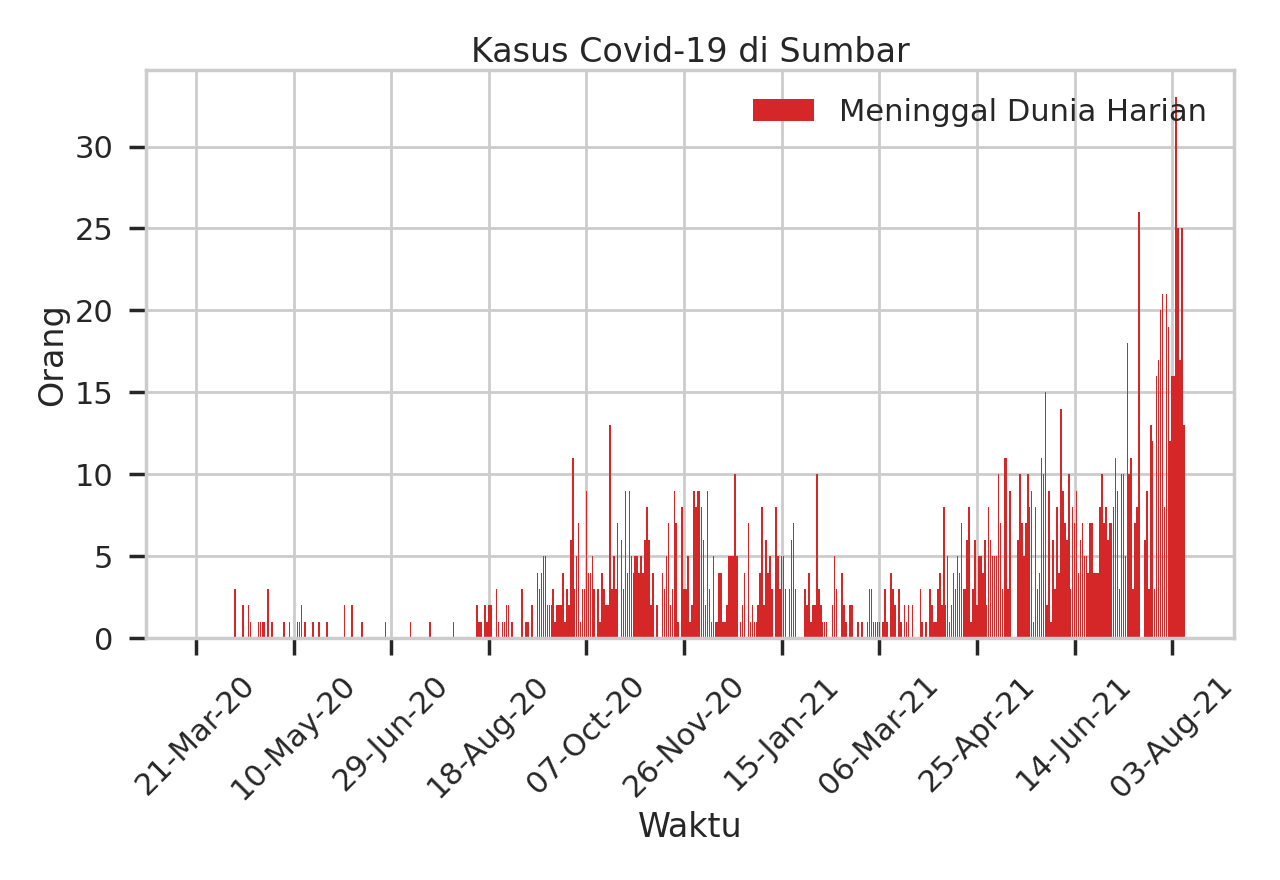 Kasus Covid-19 di Sumbar
Meninggal Dunia Harian
Orang
30
25
20
15
10
5
0
21-Mar-20
10-May-20
29-Jun-20
18-Aug-20
07-Oct-20
26-Nov-20
15-Jan-21
06-Mar-21
25-Apr-21
14-Jun-21
03-Aug-21
Waktu